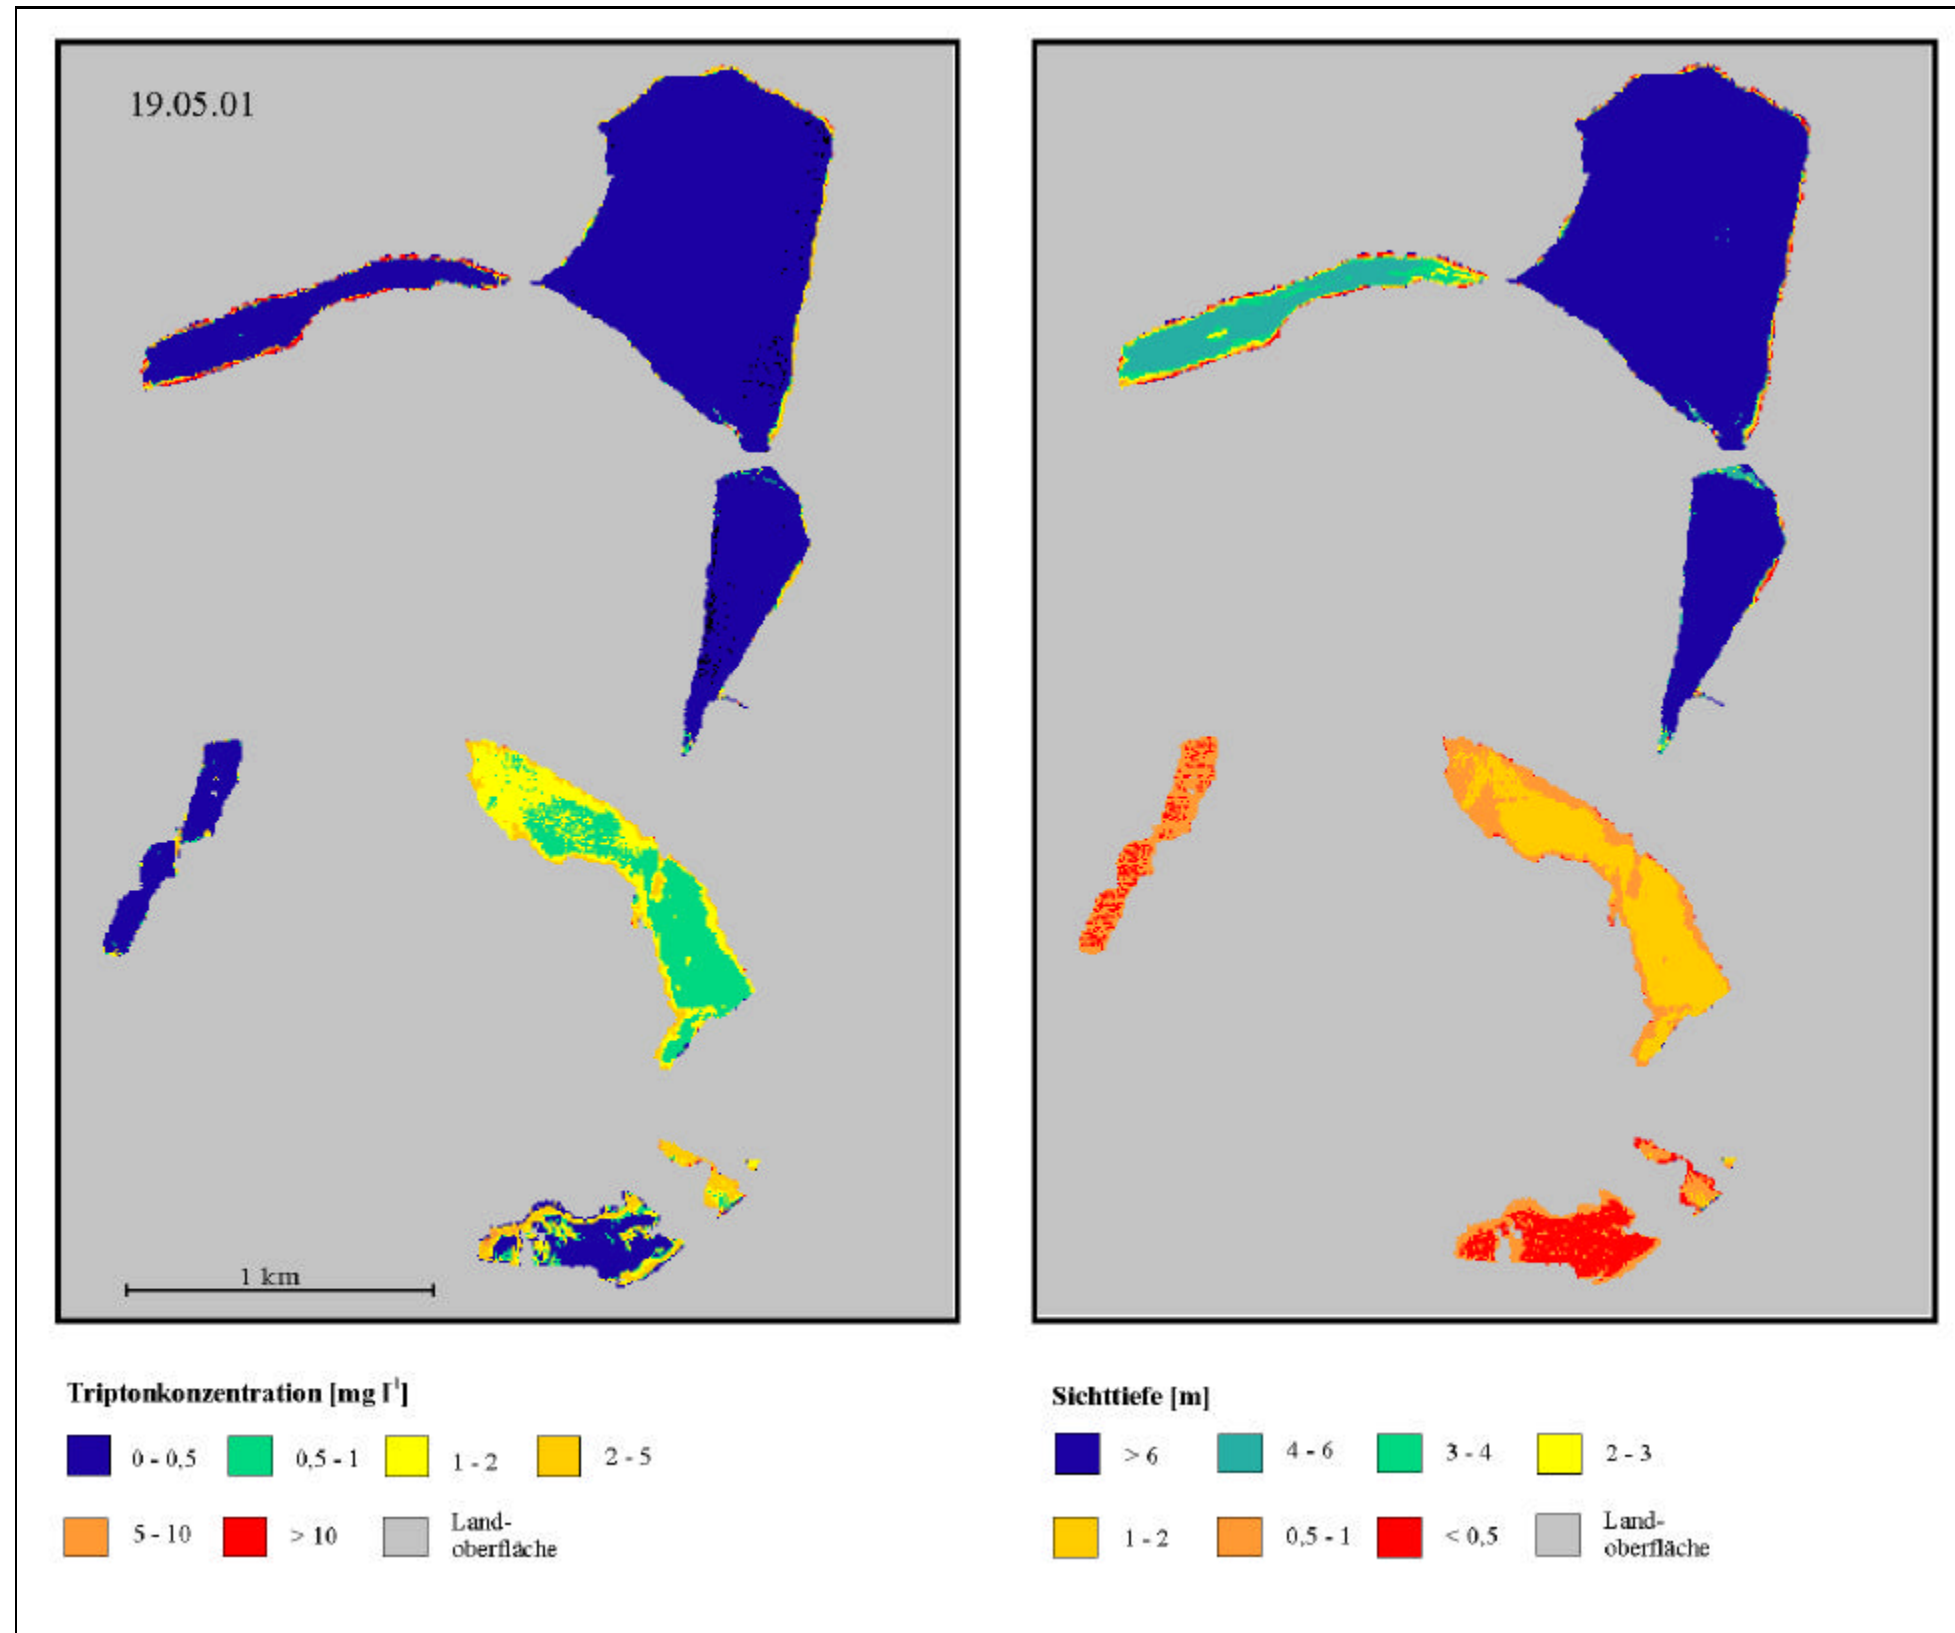 19.05.01
1 km
Triptonkonzentration [mg l⁻¹]
0 - 0,5
0,5 - 1
1 - 2
2 - 5
5 - 10
> 10
Land-
oberfläche
Sichttiefe [m]
> 6
4 - 6
3 - 4
2 - 3
1 - 2
0,5 - 1
< 0,5
Land-
oberfläche